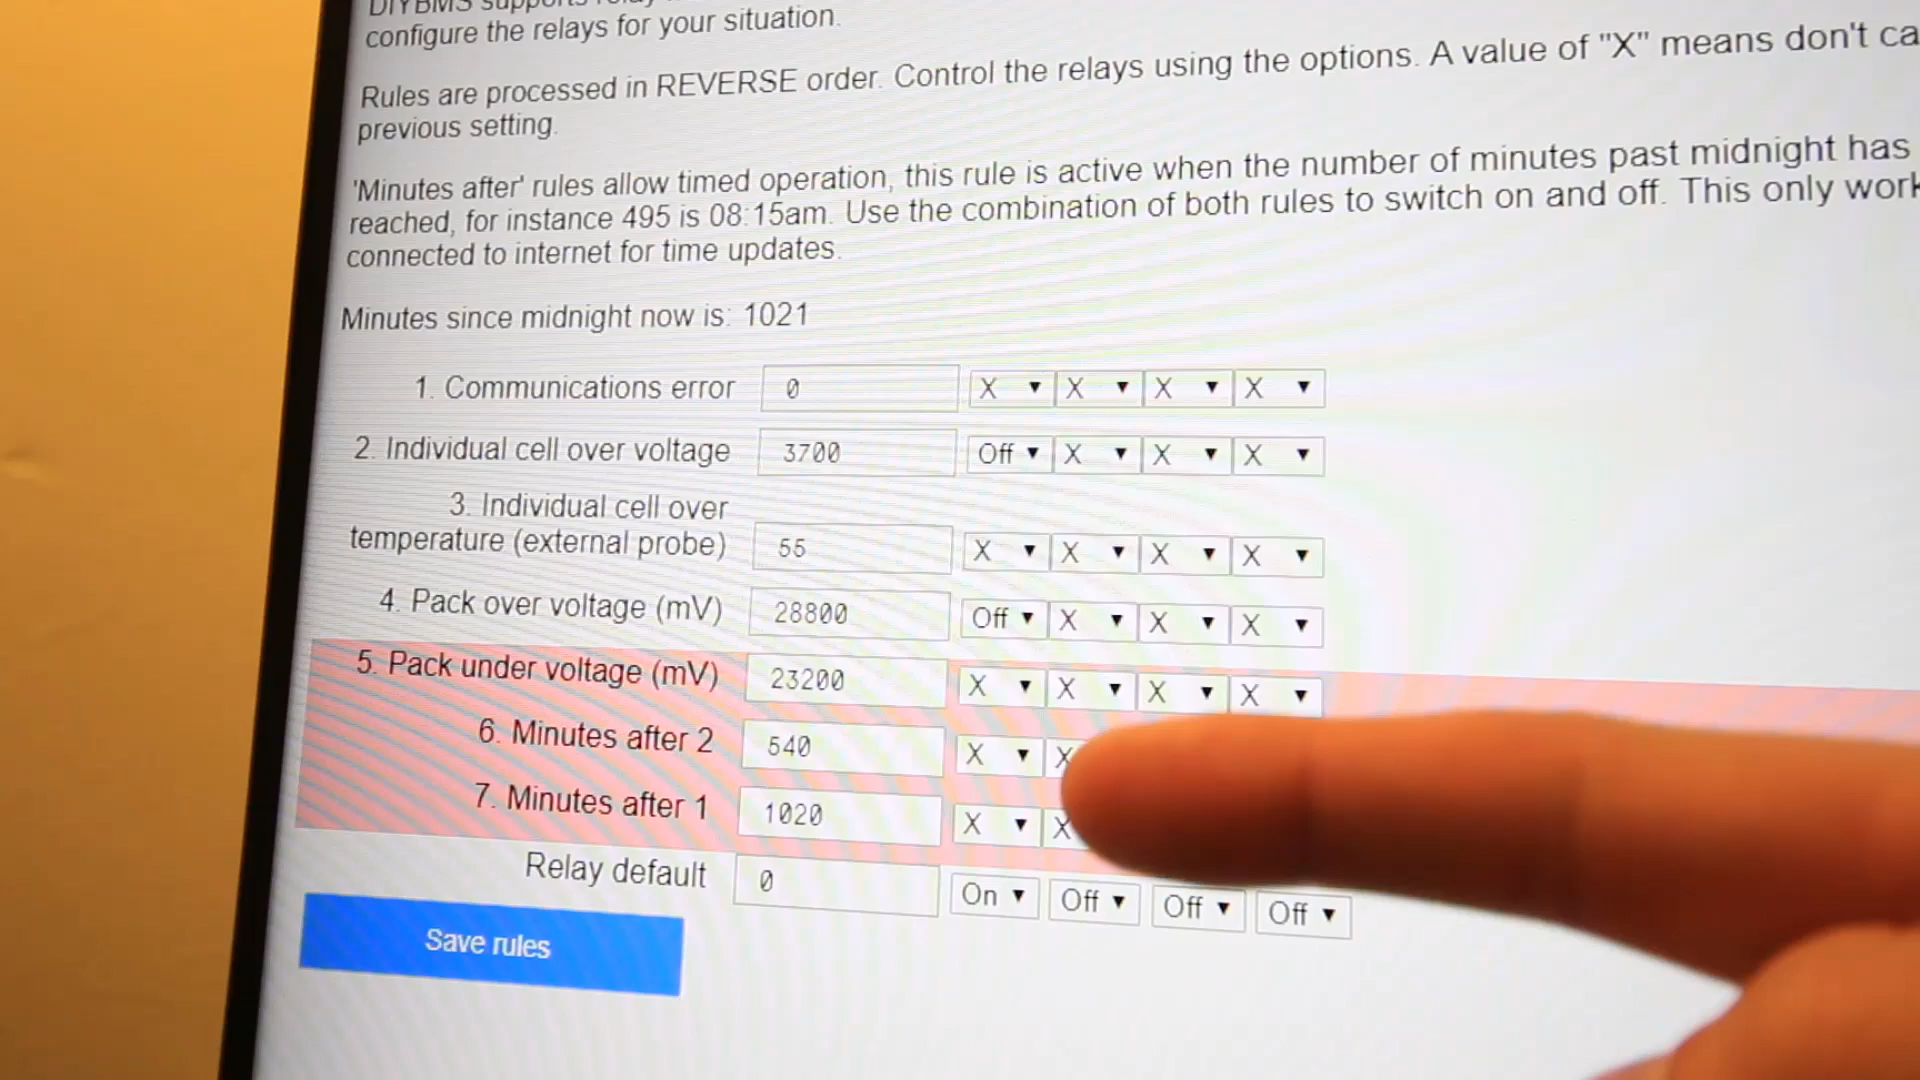 DIYBMS supports relay
configure the relays for your situation.
Rules are processed in REVERSE order. Control the relays using the options. A value of "X" means don't ca
previous setting.
'Minutes after' rules allow timed operation, this rule is active when the number of minutes past midnight has
reached, for instance 495 is 08:15am. Use the combination of both rules to switch on and off. This only work
connected to internet for time updates.
Minutes since midnight now is: 1021
1. Communications error 0 X X X X
2. Individual cell over voltage 3700 Off X X X
3. Individual cell over
temperature (external probe) 55 X X X X
4. Pack over voltage (mV) 28800 Off X X X
5. Pack under voltage (mV) 23200 X X X X
6. Minutes after 2 540 X X
7. Minutes after 1 1020 X X
Relay default 0 On Off Off Off
Save rules